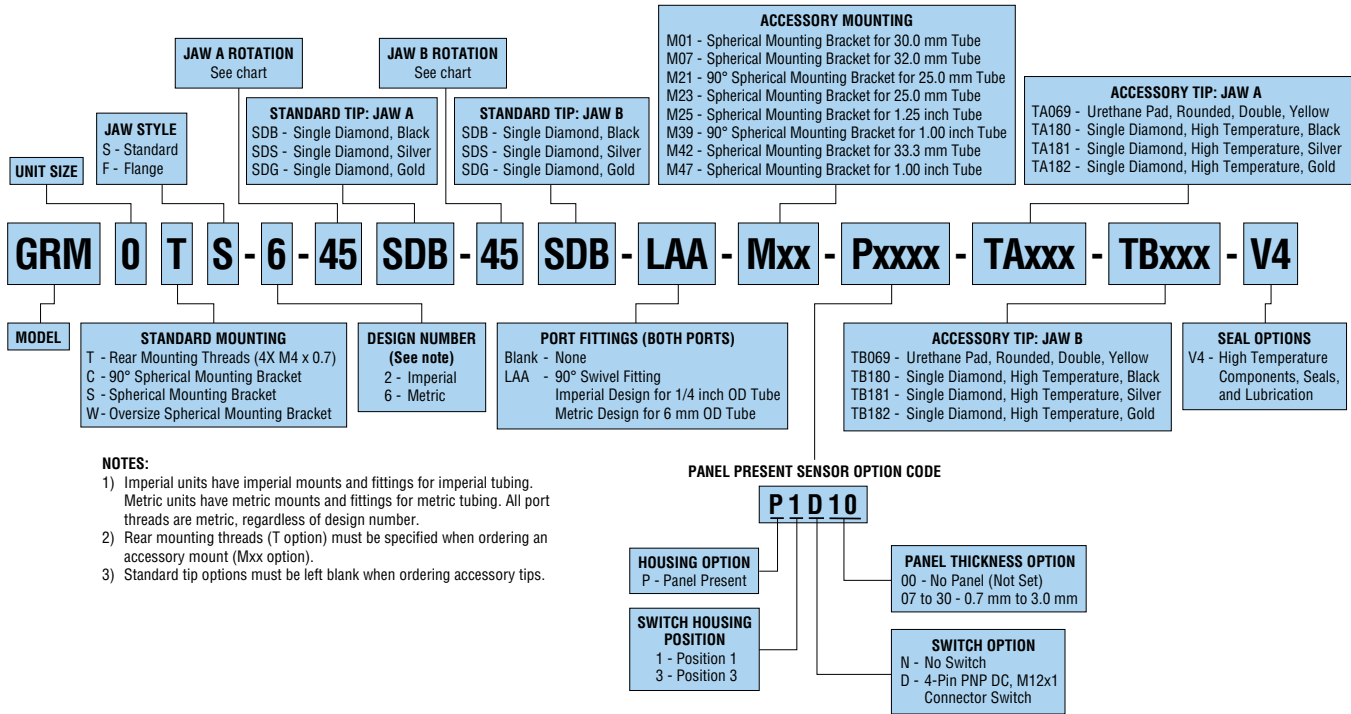 ACCESSORY MOUNTING
M01 - Spherical Mounting Bracket for 30.0 mm Tube
M07 - Spherical Mounting Bracket for 32.0 mm Tube
M21 - 90° Spherical Mounting Bracket for 25.0 mm Tube
M23 - Spherical Mounting Bracket for 25.0 mm Tube
M25 - Spherical Mounting Bracket for 1.25 inch Tube
M39 - 90° Spherical Mounting Bracket for 1.00 inch Tube
M42 - Spherical Mounting Bracket for 33.3 mm Tube
M47 - Spherical Mounting Bracket for 1.00 inch Tube
JAW A ROTATION
See chart
JAW B ROTATION
See chart
ACCESSORY TIP: JAW A
TA069 - Urethane Pad, Rounded, Double, Yellow
TA180 - Single Diamond, High Temperature, Black
TA181 - Single Diamond, High Temperature, Silver
TA182 - Single Diamond, High Temperature, Gold
STANDARD TIP: JAW A
SDB - Single Diamond, Black
SDS - Single Diamond, Silver
SDG - Single Diamond, Gold
STANDARD TIP: JAW B
SDB - Single Diamond, Black
SDS - Single Diamond, Silver
SDG - Single Diamond, Gold
JAW STYLE
S - Standard
F - Flange
UNIT SIZE
GRM 0 T S - 6 - 45 SDB - 45 SDB - LAA - Mxx - Pxxxx - TAxxx - TBxxx - V4
MODEL
STANDARD MOUNTING
T - Rear Mounting Threads (4X M4 x 0.7)
C - 90° Spherical Mounting Bracket
S - Spherical Mounting Bracket
W - Oversize Spherical Mounting Bracket
DESIGN NUMBER
(See note)
2 - Imperial
6 - Metric
PORT FITTINGS (BOTH PORTS)
Blank - None
LAA - 90° Swivel Fitting
Imperial Design for 1/4 inch OD Tube
Metric Design for 6 mm OD Tube
ACCESSORY TIP: JAW B
TB069 - Urethane Pad, Rounded, Double, Yellow
TB180 - Single Diamond, High Temperature, Black
TB181 - Single Diamond, High Temperature, Silver
TB182 - Single Diamond, High Temperature, Gold
SEAL OPTIONS
V4 - High Temperature
Components, Seals,
and Lubrication
NOTES:
1) Imperial units have imperial mounts and fittings for imperial tubing.
Metric units have metric mounts and fittings for metric tubing. All port
threads are metric, regardless of design number.
2) Rear mounting threads (T option) must be specified when ordering an
accessory mount (Mxx option).
3) Standard tip options must be left blank when ordering accessory tips.
PANEL PRESENT SENSOR OPTION CODE
P 1 D 10
HOUSING OPTION
P - Panel Present
SWITCH HOUSING
POSITION
1 - Position 1
3 - Position 3
PANEL THICKNESS OPTION
00 - No Panel (Not Set)
07 to 30 - 0.7 mm to 3.0 mm
SWITCH OPTION
N - No Switch
D - 4-Pin PNP DC, M12x1
Connector Switch